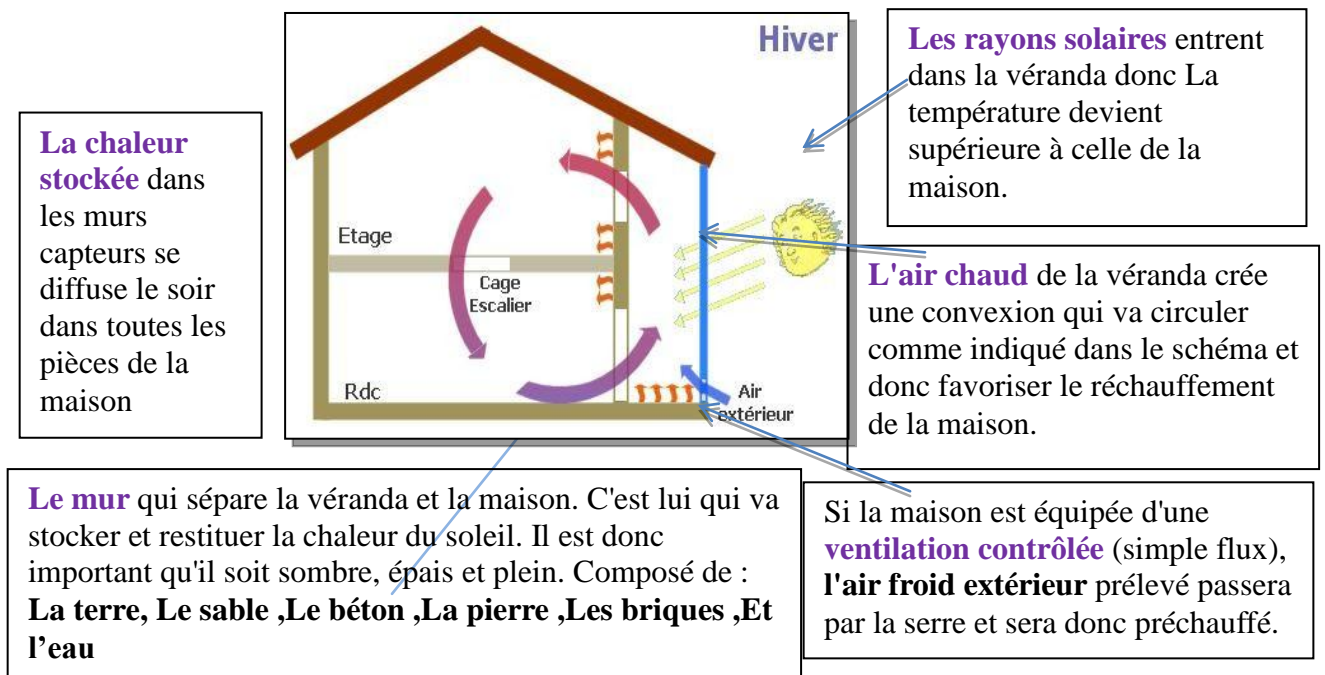 Hiver
Etage
Cage
Escalier
Rdc
Air
extérieur
Les rayons solaires entrent
dans la véranda donc La
température devient
supérieure à celle de la
maison.
La chaleur
stockée dans
les murs
capteurs se
diffuse le soir
dans toutes les
pièces de la
maison
L'air chaud de la véranda crée
une convexion qui va circuler
comme indiqué dans le schéma et
donc favoriser le réchauffement
de la maison.
Le mur qui sépare la véranda et la maison. C'est lui qui va
stocker et restituer la chaleur du soleil. Il est donc
important qu'il soit sombre, épais et plein. Composé de :
La terre, Le sable ,Le béton ,La pierre ,Les briques ,Et
l’eau
Si la maison est équipée d'une
ventilation contrôlée (simple flux),
l'air froid extérieur prélevé passera
par la serre et sera donc préchauffé.